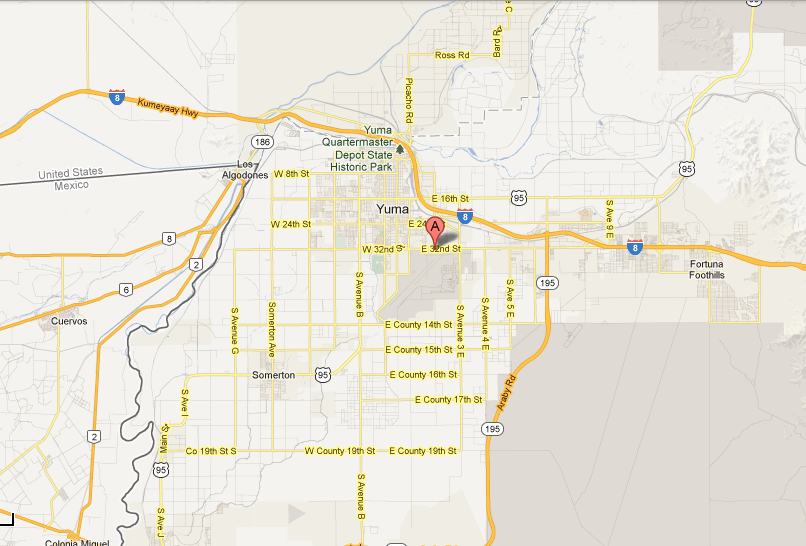 C
Ross Rd
Bard R
Picacho Rd
8
Kumeyaay Hwy
Yuma
Quartermaster
Depot State
Historic Park
186
Los
Algodones
United States
Mexico
95
W 8th St
E 16th St
95
S Ave 9 E
Yuma
8
W 24th St
E 24
A
8
W 32nd S
E 32nd St
8
2
Fortuna
Foothills
6
195
Cuervos
S Avenue G
Somerton Ave
S Avenue B
S Avenue 3 E
S Avenue 4 E
S Ave 5 E
E County 14th St
E County 15th St
Somerton
95
E County 16th St
S Ave I
E County 17th St
Araby Rd
2
195
Main St
Co 19th St S
W County 19th St
E County 19th St
95
S Avenue B
S Ave J
Colonia Miguel